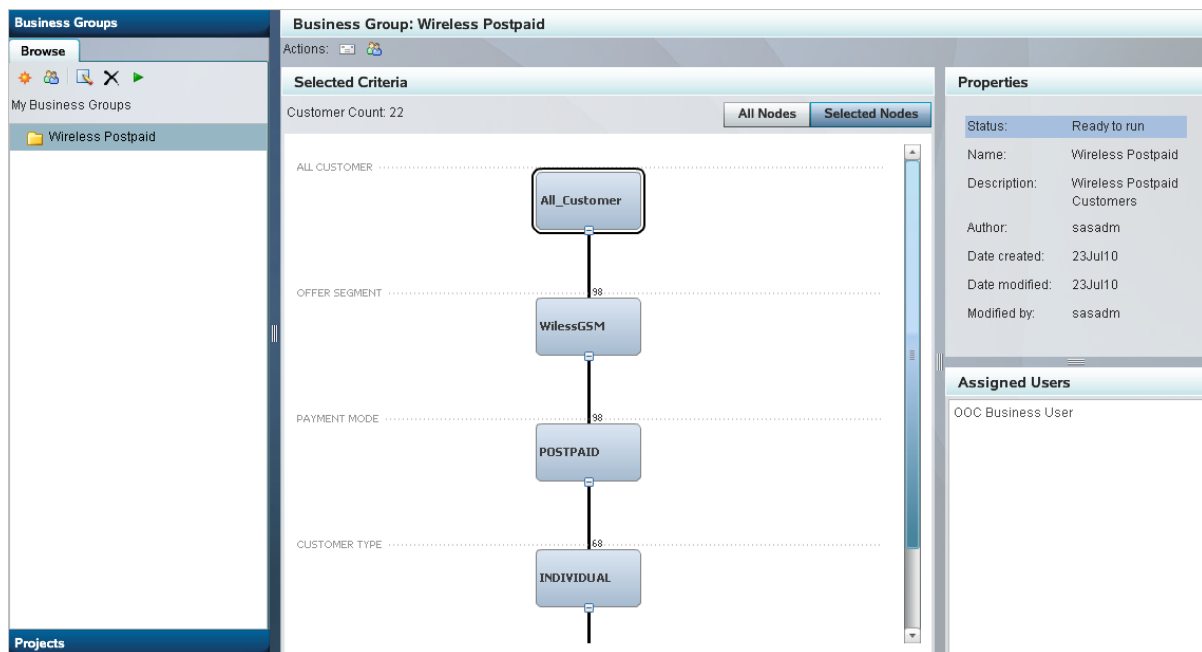 Business Groups
Browse
My Business Groups
Wireless Postpaid
Projects
Business Group: Wireless Postpaid
Actions:
Selected Criteria
Customer Count: 22
All Nodes
Selected Nodes
ALL CUSTOMER
All_Customer
OFFER SEGMENT
98
WilessGSM
PAYMENT MODE
98
POSTPAID
CUSTOMER TYPE
68
INDIVIDUAL
Properties
Status: Ready to run
Name: Wireless Postpaid
Description: Wireless Postpaid
Customers
Author: sasadm
Date created: 23Jul10
Date modified: 23Jul10
Modified by: sasadm
Assigned Users
OOC Business User